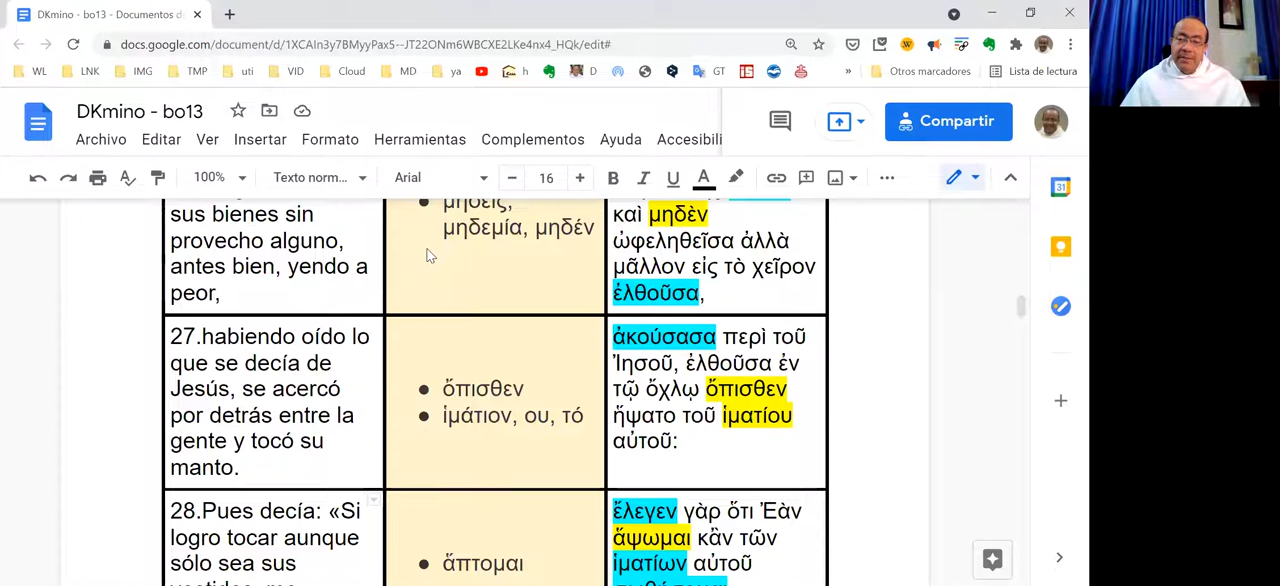 DKmino - bo13 - Documentos de
docs.google.com/document/d/1XCAIn3y7BMyyPax5--JT22ONm6WBCXE2LKe4nx4_HQk/edit#
WL LNK IMG TMP uti VID Cloud MD ya h D GT » Otros marcadores Lista de lectura
DKmino - bo13
Compartir
Archivo Editar Ver Insertar Formato Herramientas Complementos Ayuda Accesibili
100% Texto norm... Arial 16 B I U A
31
sus bienes sin
provecho alguno,
antes bien, yendo a
peor,
μηδείς,
μηδεμία, μηδέν
καὶ μηδὲν
ὠφεληθεῖσα ἀλλὰ
μᾶλλον εἰς τὸ χεῖρον
ἐλθοῦσα,
27.habiendo oído lo
que se decía de
Jesús, se acercó
por detrás entre la
gente y tocó su
manto.
ὄπισθεν
ἱμάτιον, ου, τό
ἀκούσασα περὶ τοῦ
Ἰησοῦ, ἐλθοῦσα ἐν
τῷ ὄχλῳ ὄπισθεν
ἥψατο τοῦ ἱματίου
αὐτοῦ:
28.Pues decía: «Si
logro tocar aunque
sólo sea sus
ἅπτομαι
ἔλεγεν γὰρ ὅτι Ἐὰν
ἅψωμαι κἂν τῶν
ἱματίων αὐτοῦ